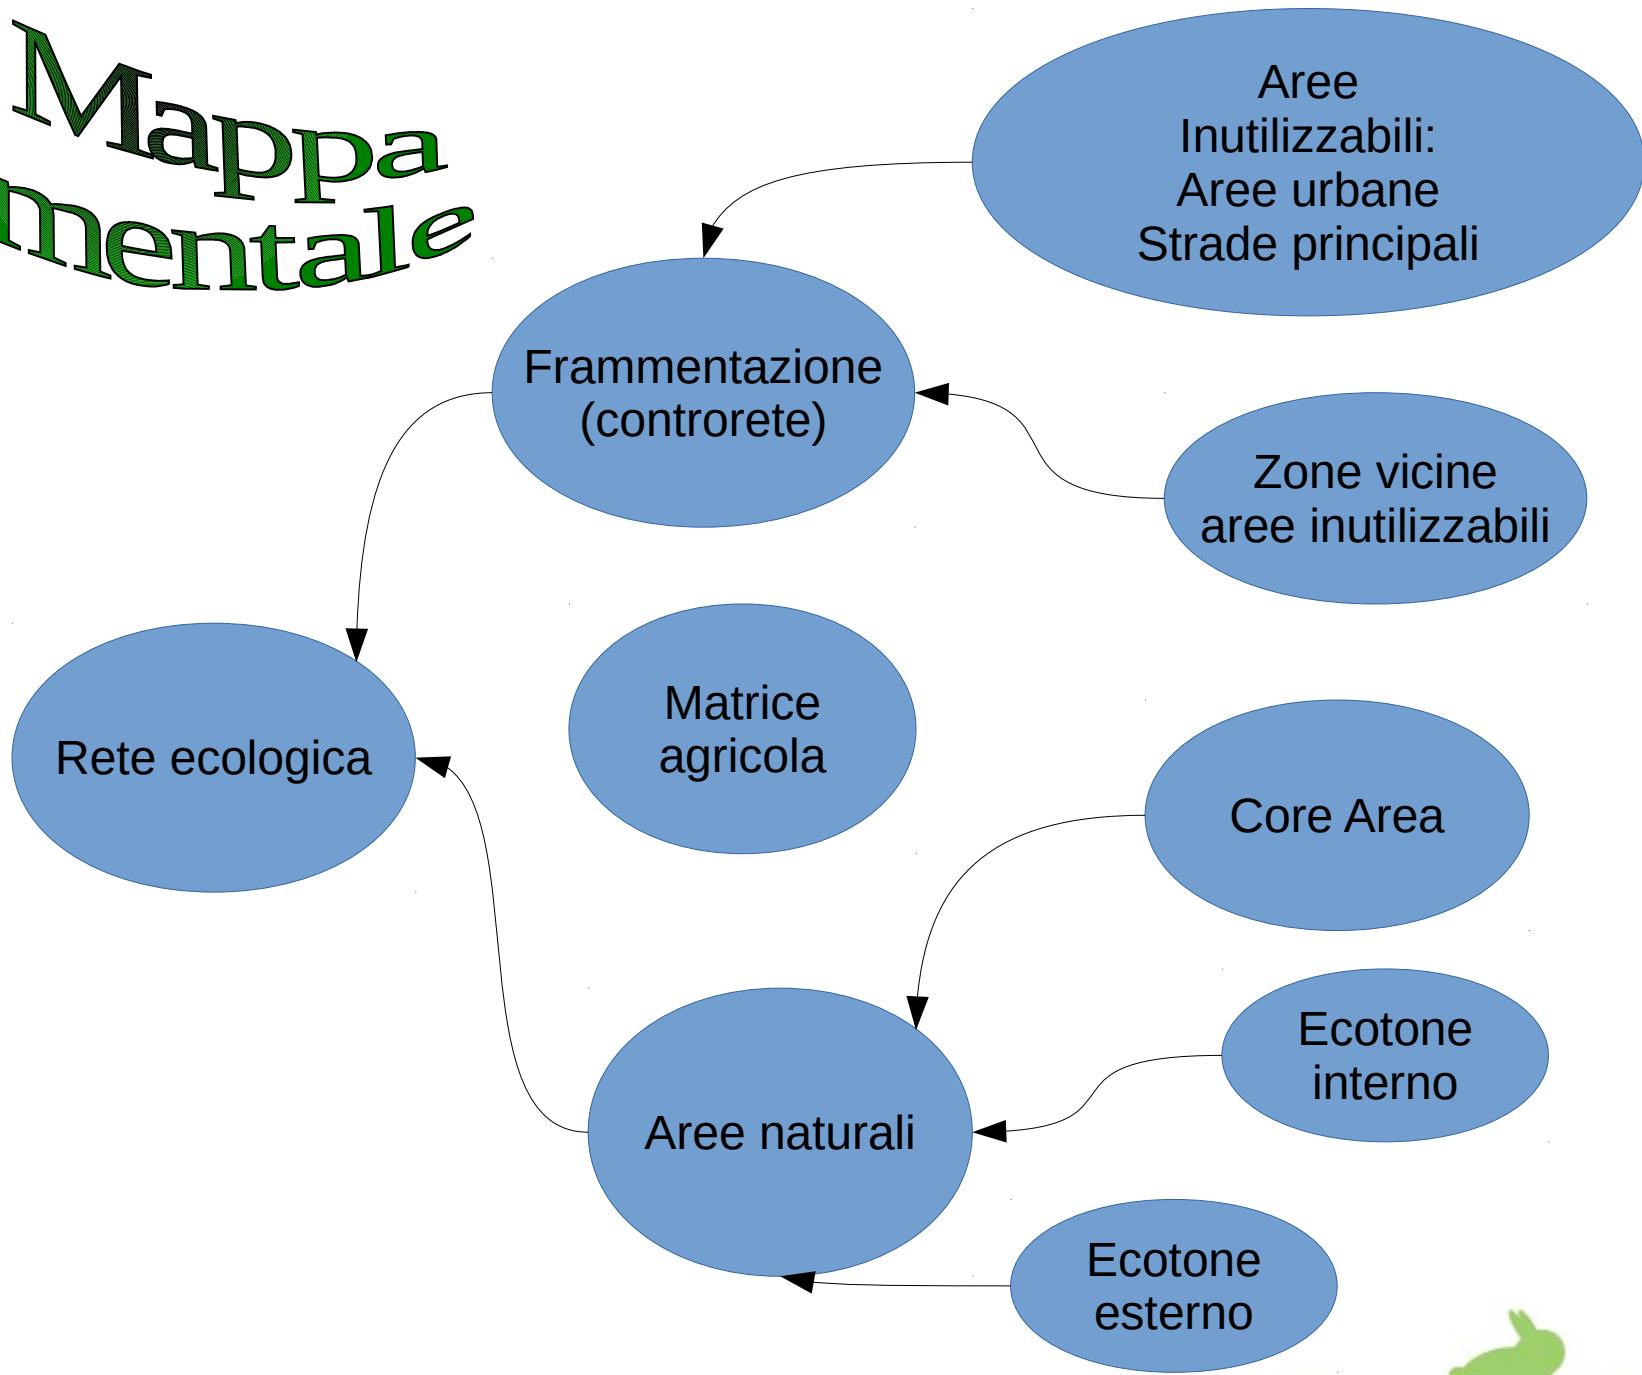 Mappa
mentale
Aree
Inutilizzabili:
Aree urbane
Strade principali
Frammentazione
(controrete)
Zone vicine
aree inutilizzabili
Matrice
agricola
Rete ecologica
Core Area
Ecotone
interno
Aree naturali
Ecotone
esterno